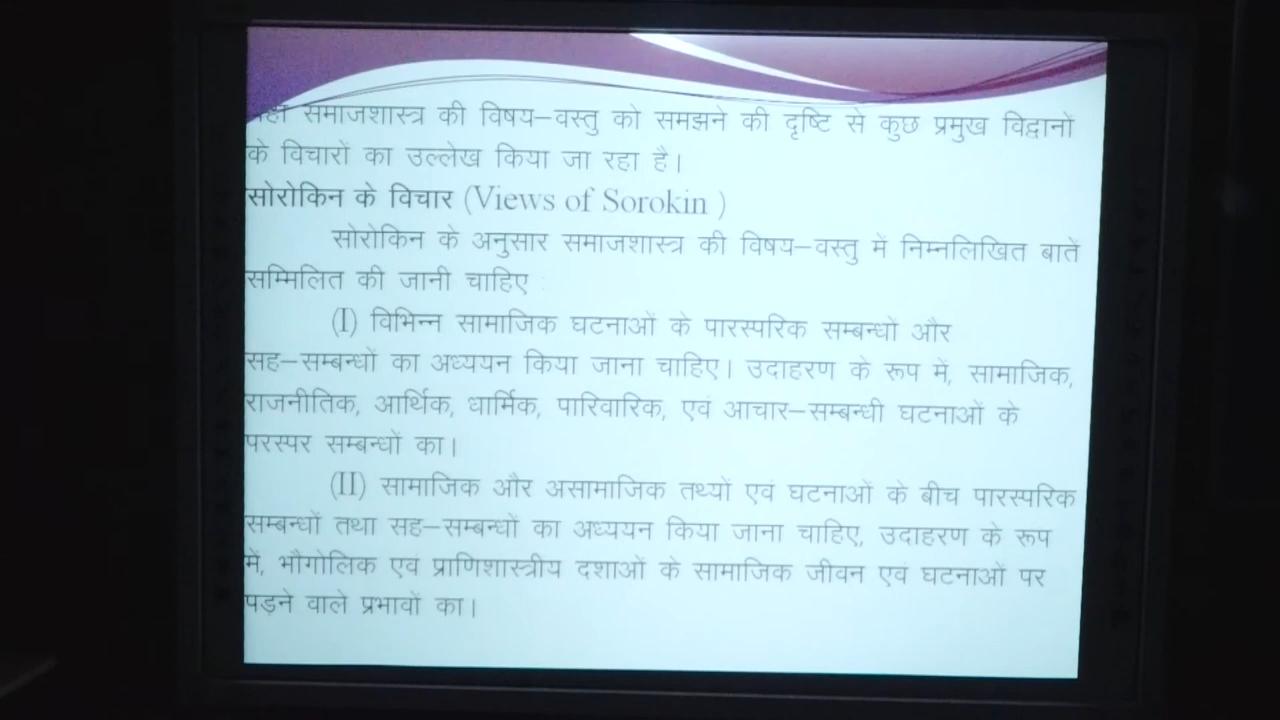 यहाँ समाजशास्त्र की विषय–वस्तु को समझने की दृष्टि से कुछ प्रमुख विद्वानों
के विचारों का उल्लेख किया जा रहा है।
सोरोकिन के विचार (Views of Sorokin )
सोरोकिन के अनुसार समाजशास्त्र की विषय–वस्तु में निम्नलिखित बातें
सम्मिलित की जानी चाहिए :
(I) विभिन्न सामाजिक घटनाओं के पारस्परिक सम्बन्धों और
सह–सम्बन्धों का अध्ययन किया जाना चाहिए। उदाहरण के रूप में, सामाजिक,
राजनीतिक, आर्थिक, धार्मिक, पारिवारिक, एवं आचार–सम्बन्धी घटनाओं के
परस्पर सम्बन्धों का।
(II) सामाजिक और असामाजिक तथ्यों एवं घटनाओं के बीच पारस्परिक
सम्बन्धों तथा सह–सम्बन्धों का अध्ययन किया जाना चाहिए, उदाहरण के रूप
में, भौगोलिक एवं प्राणिशास्त्रीय दशाओं के सामाजिक जीवन एवं घटनाओं पर
पड़ने वाले प्रभावों का।